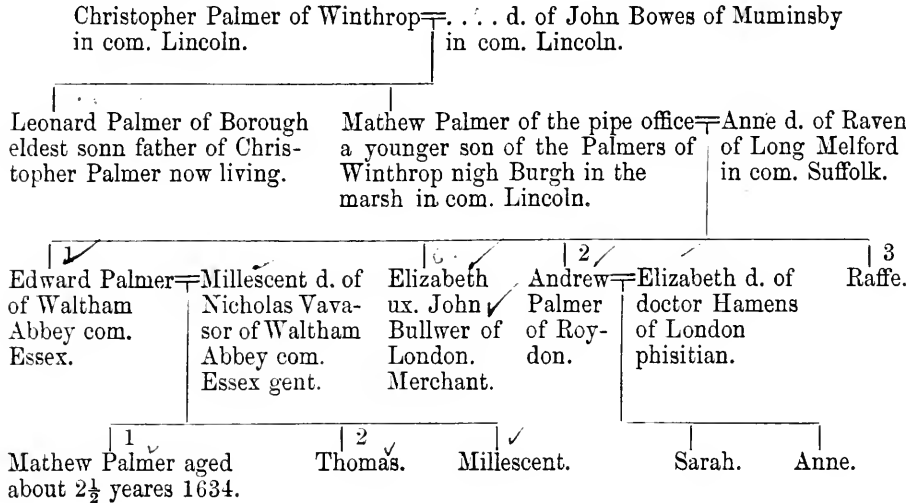 Christopher Palmer of Winthrop=. . . . d. of John Bowes of Muminsby
in com. Lincoln.
in com. Lincoln.
Leonard Palmer of Borough
eldest sonn father of Chris-
topher Palmer now living.
Mathew Palmer of the pipe office=Anne d. of Raven
a younger son of the Palmers of
Winthrop nigh Burgh in the
marsh in com. Lincoln.
of Long Melford
in com. Suffolk.
1
Edward Palmer=Millescent d. of
of Waltham
Abbey com.
Essex.
Nicholas Vava-
sor of Waltham
Abbey com.
Essex gent.
Elizabeth
ux. John
Bullwer of
London.
Merchant.
2
Andrew=Elizabeth d. of
Palmer
of Roy-
don.
doctor Hamens
of London
phisitian.
3
Raffe.
1
Mathew Palmer aged
about 2½ yeares 1634.
2
Thomas.
Millescent.
Sarah.
Anne.